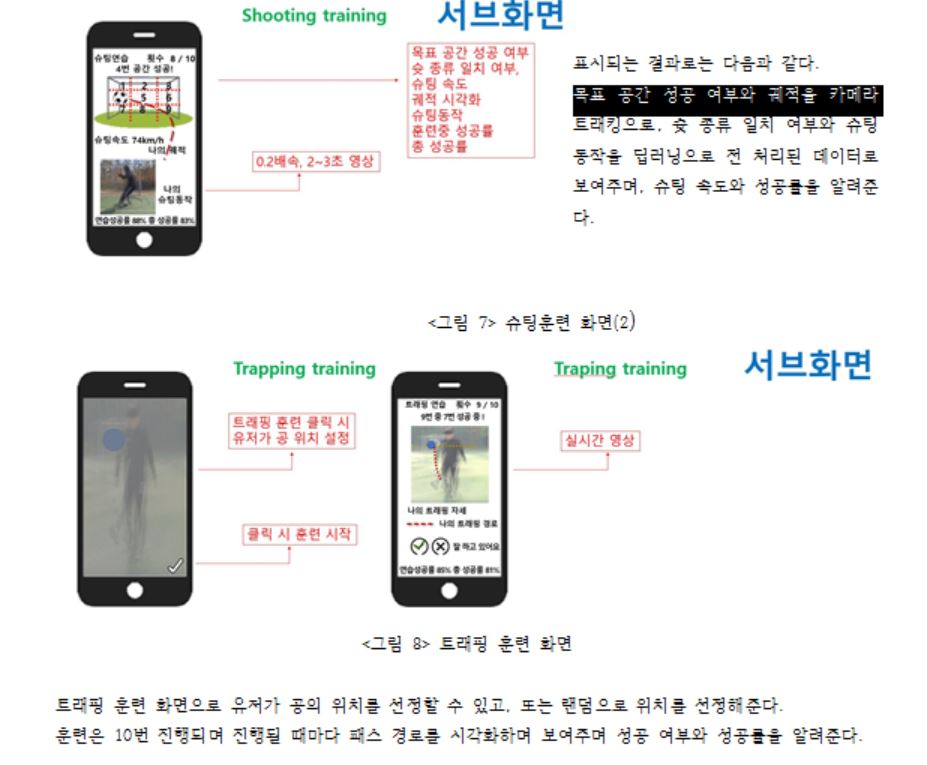 Shooting training
서브화면
슈팅연습 횟수 8 / 10
4번 공간 성공!
1 2 3
5 6
슈팅속도 74km/h
나의 궤적
나의
슈팅동작
연습성공률 88% 총 성공률 83%
목표 공간 성공 여부
슛 종류 일치 여부,
슈팅 속도
궤적 시각화
슈팅동작
훈련중 성공률
총 성공률
0.2배속, 2~3초 영상
표시되는 결과로는 다음과 같다.
목표 공간 성공 여부와 궤적을 카메라
트래킹으로, 슛 종류 일치 여부와 슈팅
동작을 딥러닝으로 전 처리된 데이터로
보여주며, 슈팅 속도와 성공률을 알려준
다.
<그림 7> 슈팅훈련 화면(2)
Trapping training
트래핑 훈련 클릭 시
유저가 공 위치 설정
클릭 시 훈련 시작
Traping training
서브화면
트래핑 연습 횟수 9 / 10
9번 중 7번 성공 중!
나의 트래핑 자세
나의 트래핑 경로
잘 하고 있어요
연습성공률 85% 총 성공률 81%
실시간 영상
<그림 8> 트래핑 훈련 화면
트래핑 훈련 화면으로 유저가 공의 위치를 선정할 수 있고, 또는 랜덤으로 위치를 선정해준다.
훈련은 10번 진행되며 진행될 때마다 패스 경로를 시각화하며 보여주며 성공 여부와 성공률을 알려준다.